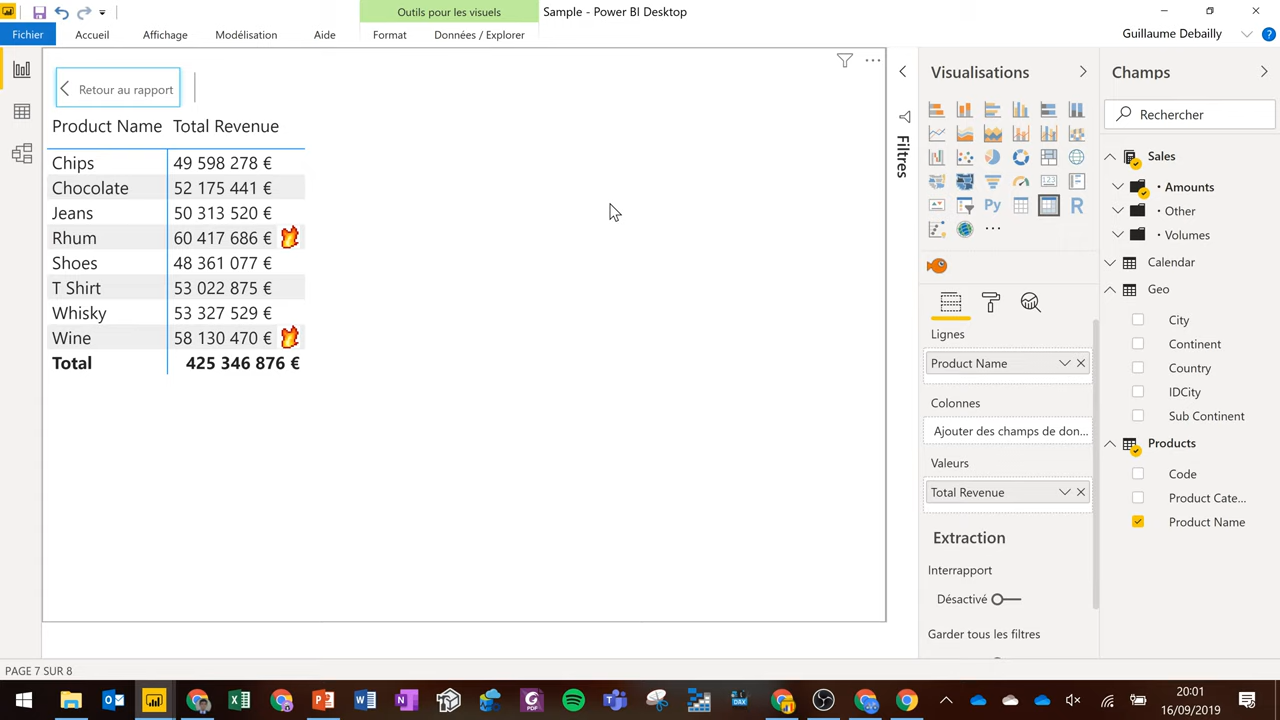 Outils pour les visuels
Sample - Power BI Desktop
Fichier Accueil Affichage Modélisation Aide Format Données / Explorer
Guillaume Debailly
Retour au rapport
Product Name Total Revenue
Chips 49 598 278 €
Chocolate 52 175 441 €
Jeans 50 313 520 €
Rhum 60 417 686 €
Shoes 48 361 077 €
T Shirt 53 022 875 €
Whisky 53 327 529 €
Wine 58 130 470 €
Total 425 346 876 €
Filtres
Visualisations
Py
R
Lignes
Product Name
Colonnes
Ajouter des champs de don...
Valeurs
Total Revenue
Extraction
Interrapport
Désactivé
Garder tous les filtres
Champs
Rechercher
Sales
• Amounts
• Other
• Volumes
Calendar
Geo
City
Continent
Country
IDCity
Sub Continent
Products
Code
Product Cate...
Product Name
PAGE 7 SUR 8
20:01
16/09/2019